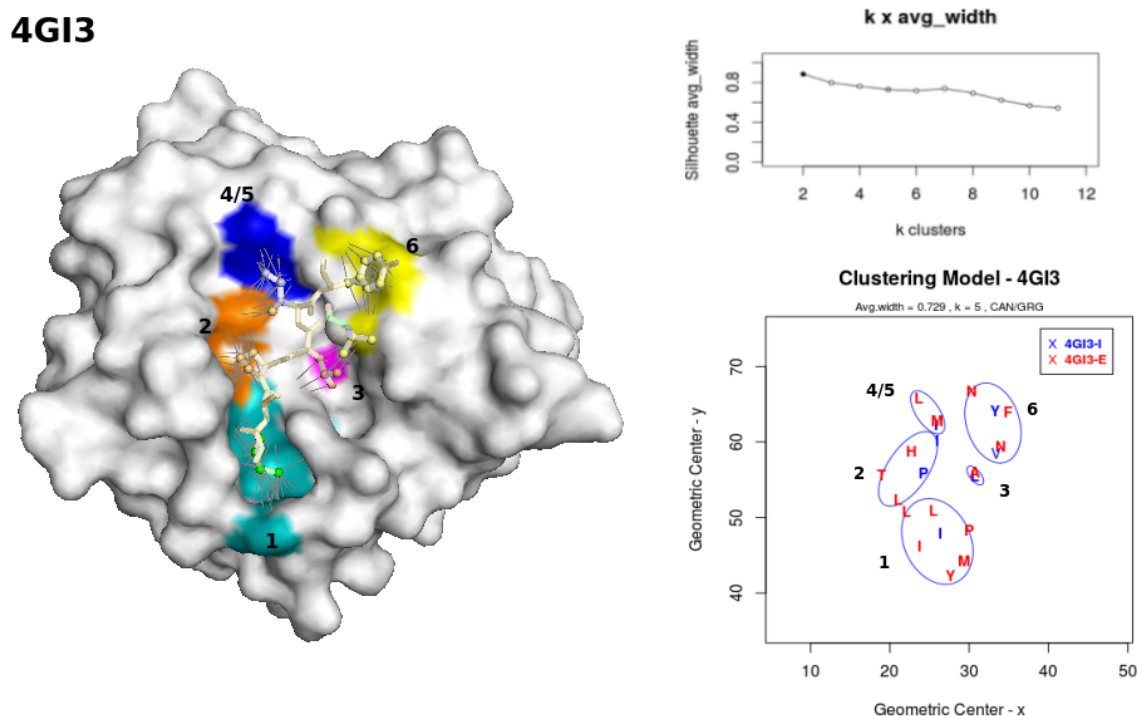 4GI3
4/5
6
2
3
1
k x avg_width
Silhouette avg_width
0.0 0.4 0.8
2 4 6 8 10 12
k clusters
Clustering Model - 4GI3
Avg.width = 0.729 , k = 5 , CAN/GRG
X 4GI3-I
X 4GI3-E
Geometric Center - y
70
60
50
40
4/5 L M I
N Y F N V 6
2 T H P L
A 3
1 L L I I P M Y
10 20 30 40 50
Geometric Center - x